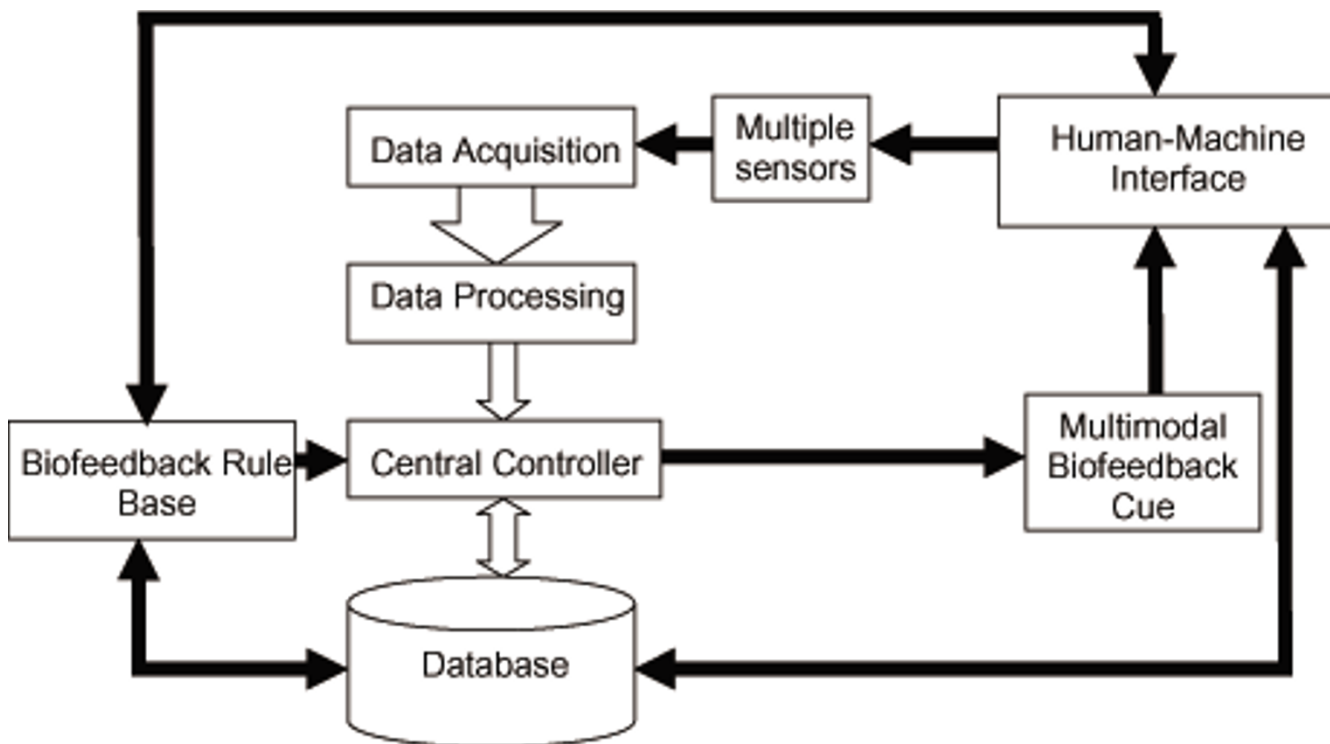 Data Acquisition
Multiple
sensors
Human-Machine
Interface
Data Processing
Biofeedback Rule
Base
Central Controller
Multimodal
Biofeedback
Cue
Database